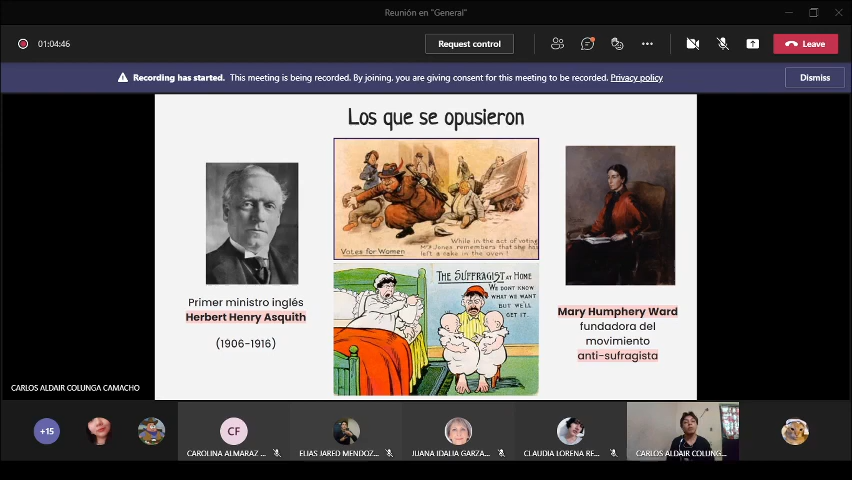 Reunión en "General"
01:04:46
Request control
Leave
Recording has started. This meeting is being recorded. By joining, you are giving consent for this meeting to be recorded. Privacy policy
Dismiss
Los que se opusieron
Votes for Women
While in the act of voting
Mrs Jones remembers that she has
left a cake in the oven!
THE SUFFRAGIST AT HOME
WE DON'T KNOW
WHAT WE WANT
BUT WE'LL
GET IT.
Primer ministro inglés
Herbert Henry Asquith
(1906-1916)
Mary Humphery Ward
fundadora del
movimiento
anti-sufragista
CARLOS ALDAIR COLUNGA CAMACHO
+15
CF
CAROLINA ALMARAZ ...
ELIAS JARED MENDOZ...
JUANA IDALIA GARZA...
CLAUDIA LORENA RE...
CARLOS ALDAIR COLUNG...